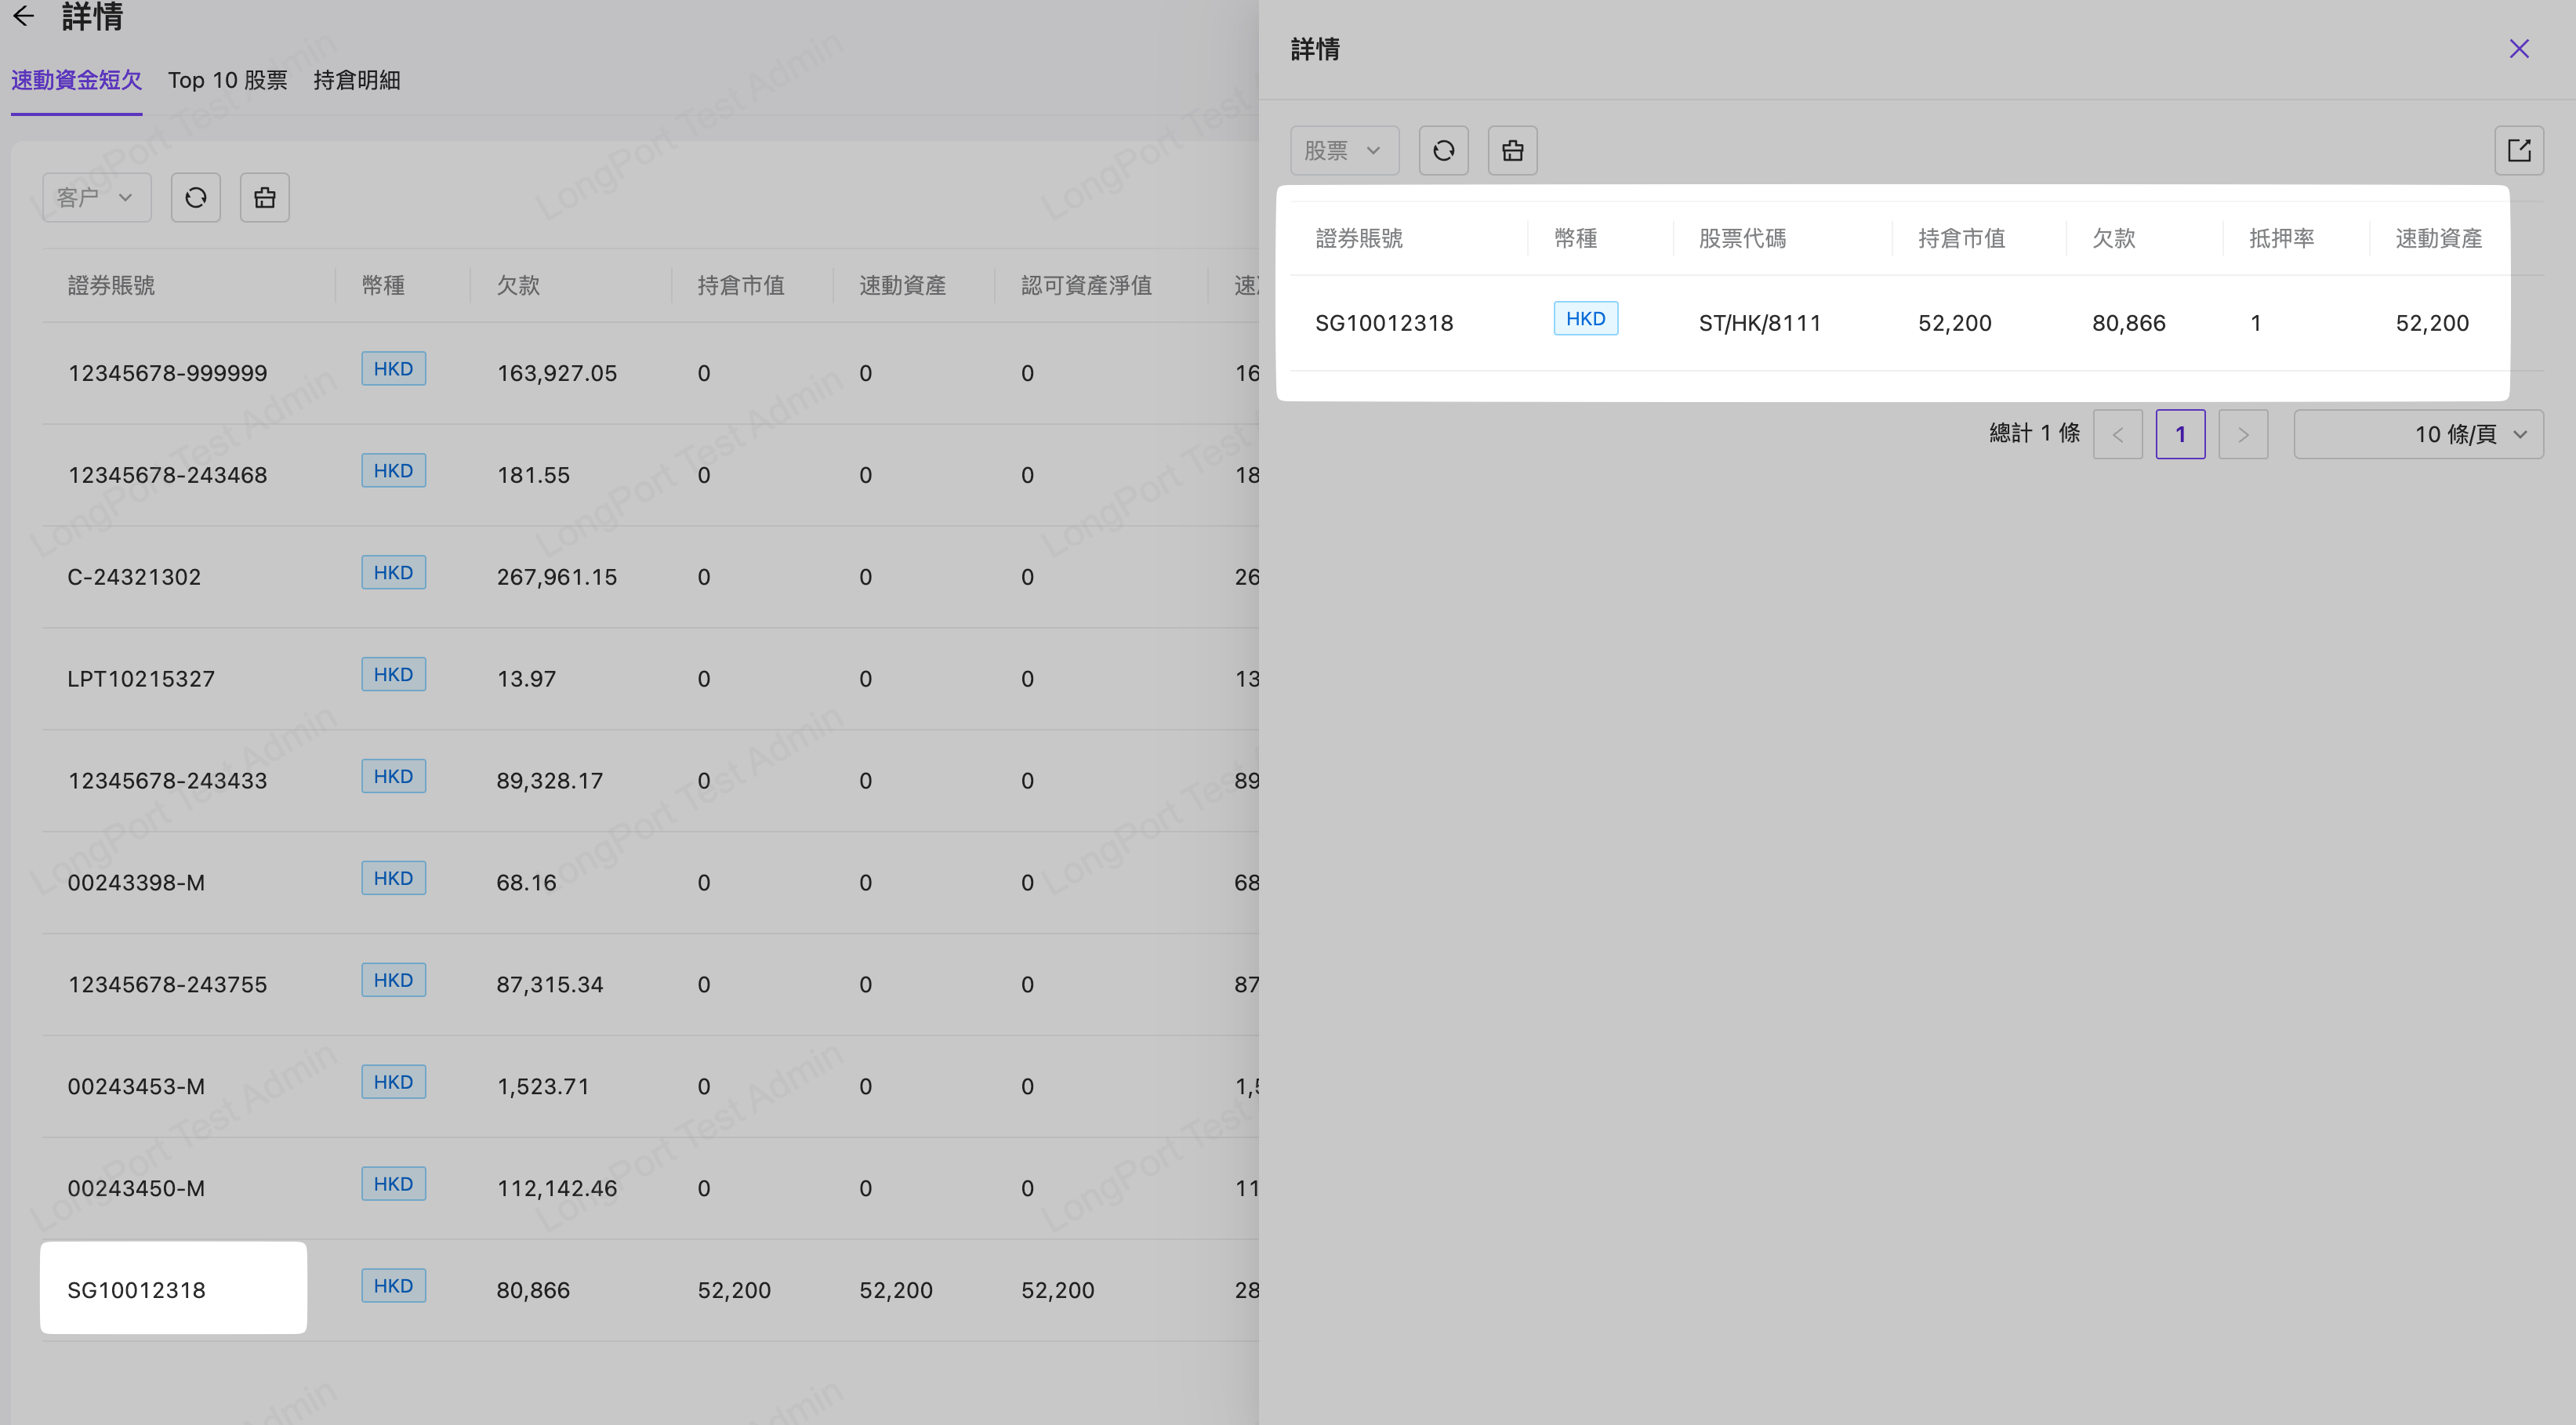 詳情
速動資金短欠 Top 10 股票 持倉明細
客户
證券賬號 幣種 欠款 持倉市值 速動資產 認可資產淨值
12345678-999999 HKD 163,927.05 0 0 0 16
12345678-243468 HKD 181.55 0 0 0 18
C-24321302 HKD 267,961.15 0 0 0 26
LPT10215327 HKD 13.97 0 0 0 13
12345678-243433 HKD 89,328.17 0 0 0 89
00243398-M HKD 68.16 0 0 0 68
12345678-243755 HKD 87,315.34 0 0 0 87
00243453-M HKD 1,523.71 0 0 0
00243450-M HKD 112,142.46 0 0 0 11
SG10012318 HKD 80,866 52,200 52,200 52,200 28
詳情
股票
證券賬號 幣種 股票代碼 持倉市值 欠款 抵押率 速動資產
SG10012318 HKD ST/HK/8111 52,200 80,866 1 52,200
總計 1 條 < 1 > 10 條/頁
LongPort Test Admin